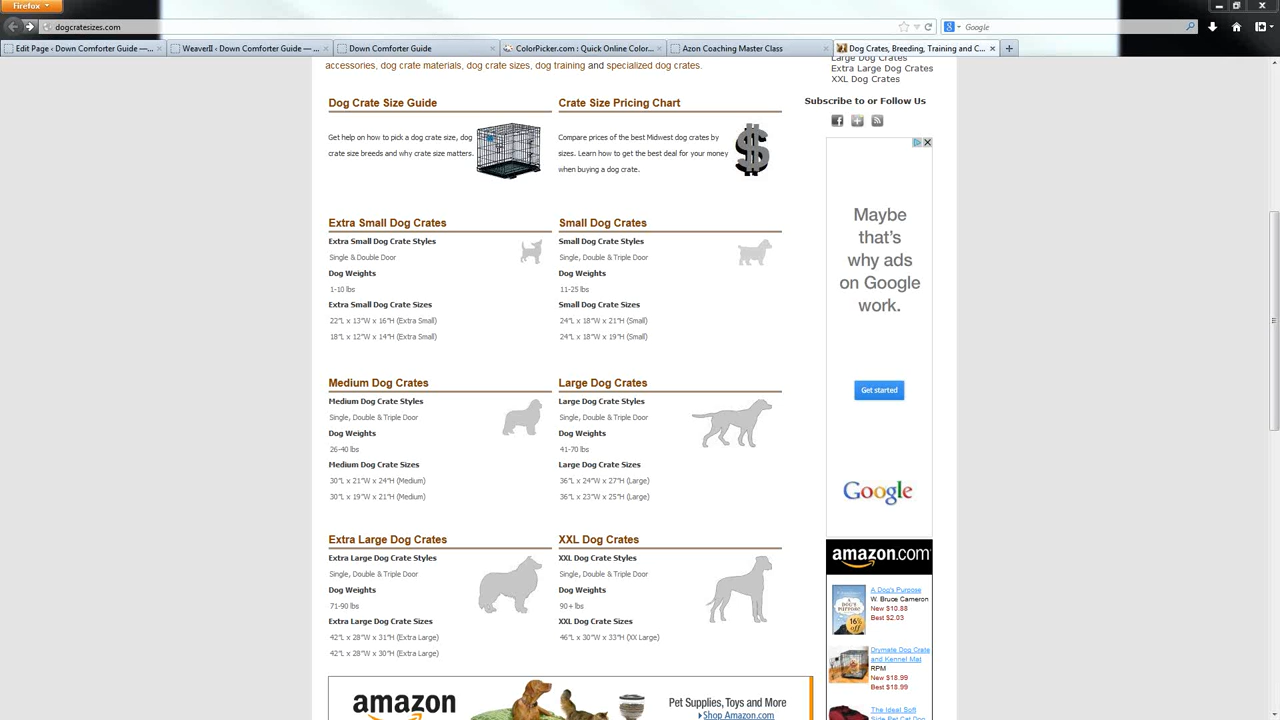 Firefox
dogcratesizes.com
Google
Edit Page ‹ Down Comforter Guide —...
WeaverII ‹ Down Comforter Guide — ...
Down Comforter Guide
ColorPicker.com : Quick Online Color...
Azon Coaching Master Class
Dog Crates, Breeding, Training and C...
accessories, dog crate materials, dog crate sizes, dog training and specialized dog crates.
Large Dog Crates
Extra Large Dog Crates
XXL Dog Crates
Subscribe to or Follow Us
Dog Crate Size Guide
Get help on how to pick a dog crate size, dog
crate size breeds and why crate size matters.
Crate Size Pricing Chart
Compare prices of the best Midwest dog crates by
sizes. Learn how to get the best deal for your money
when buying a dog crate.
$
Extra Small Dog Crates
Extra Small Dog Crate Styles
Single & Double Door
Dog Weights
1-10 lbs
Extra Small Dog Crate Sizes
22″L x 13″W x 16″H (Extra Small)
18″L x 12″W x 14″H (Extra Small)
Small Dog Crates
Small Dog Crate Styles
Single, Double & Triple Door
Dog Weights
11-25 lbs
Small Dog Crate Sizes
24″L x 18″W x 21″H (Small)
24″L x 18″W x 19″H (Small)
Medium Dog Crates
Medium Dog Crate Styles
Single, Double & Triple Door
Dog Weights
26-40 lbs
Medium Dog Crate Sizes
30″L x 21″W x 24″H (Medium)
30″L x 19″W x 21″H (Medium)
Large Dog Crates
Large Dog Crate Styles
Single, Double & Triple Door
Dog Weights
41-70 lbs
Large Dog Crate Sizes
36″L x 24″W x 27″H (Large)
36″L x 23″W x 25″H (Large)
Extra Large Dog Crates
Extra Large Dog Crate Styles
Single, Double & Triple Door
Dog Weights
71-90 lbs
Extra Large Dog Crate Sizes
42″L x 28″W x 31″H (Extra Large)
42″L x 28″W x 30″H (Extra Large)
XXL Dog Crates
XXL Dog Crate Styles
Single, Double & Triple Door
Dog Weights
90+ lbs
XXL Dog Crate Sizes
46″L x 30″W x 33″H (XX Large)
amazon
Pet Supplies, Toys and More
Shop Amazon.com
Maybe
that's
why ads
on Google
work.
Get started
Google
amazon.com
A Dog's Purpose
W. Bruce Cameron
New $10.88
Best $2.03
A DOG'S PURPOSE
16%
off
Drymate Dog Crate
and Kennel Mat
RPM
New $18.99
Best $18.99
The Ideal Soft
Side Pet Cat Dog